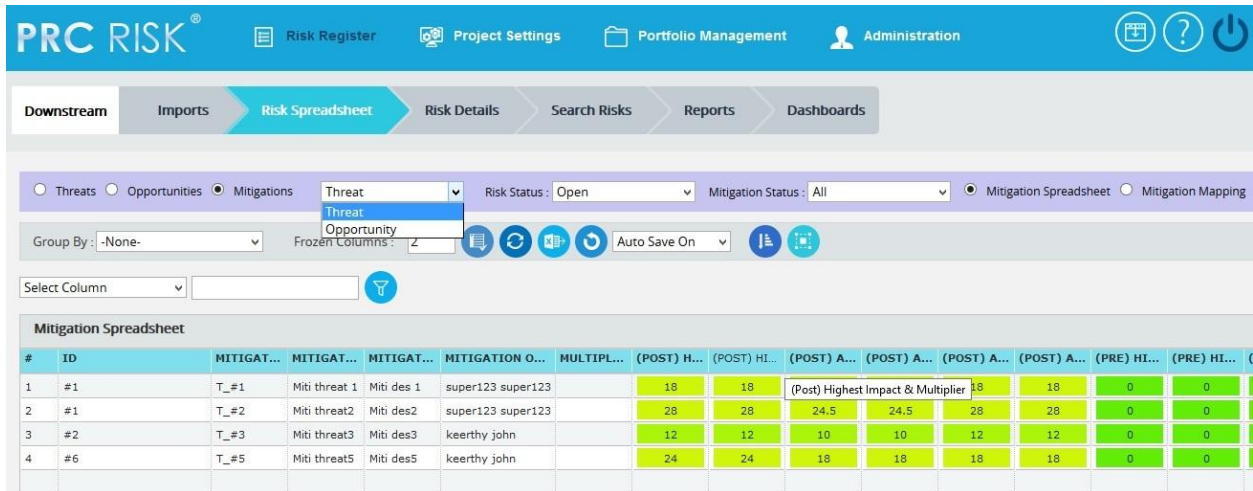 PRC RISK®
Risk Register
Project Settings
Portfolio Management
Administration
Downstream
Imports
Risk Spreadsheet
Risk Details
Search Risks
Reports
Dashboards
Threats Opportunities Mitigations Threat Risk Status : Open Mitigation Status : All Mitigation Spreadsheet Mitigation Mapping
Threat
Opportunity
Group By : -None- Frozen Columns : 2 Auto Save On
Select Column
Mitigation Spreadsheet
# ID MITIGAT... MITIGAT... MITIGAT... MITIGATION O... MULTIPL... (POST) H... (POST) HI... (POST) A... (POST) A... (POST) A... (POST) A... (PRE) HI... (PRE) HI... (
1 #1 T_#1 Miti threat 1 Miti des 1 super123 super123 18 18 (Post) Highest Impact & Multiplier 18 18 0 0
2 #1 T_#2 Miti threat2 Miti des2 super123 super123 28 28 24.5 24.5 28 28 0 0
3 #2 T_#3 Miti threat3 Miti des3 keerthy john 12 12 10 10 12 12 0 0
4 #6 T_#5 Miti threat5 Miti des5 keerthy john 24 24 18 18 18 18 0 0